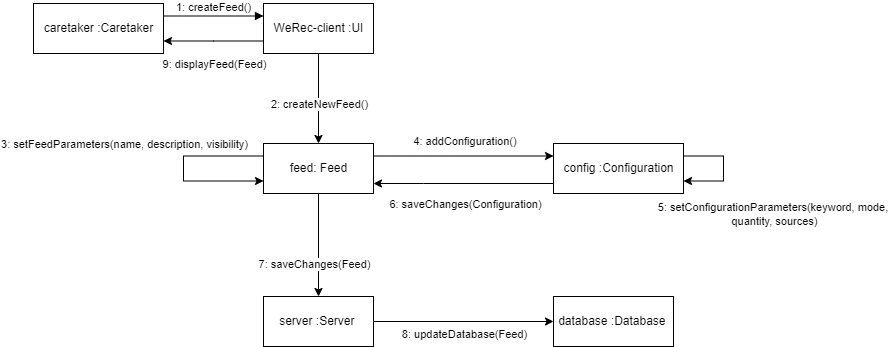 1: createFeed()
caretaker :Caretaker
WeRec-client :UI
9: displayFeed(Feed)
2: createNewFeed()
3: setFeedParameters(name, description, visibility)
4: addConfiguration()
feed: Feed
config :Configuration
6: saveChanges(Configuration)
5: setConfigurationParameters(keyword, mode,
quantity, sources)
7: saveChanges(Feed)
server :Server
database :Database
8: updateDatabase(Feed)